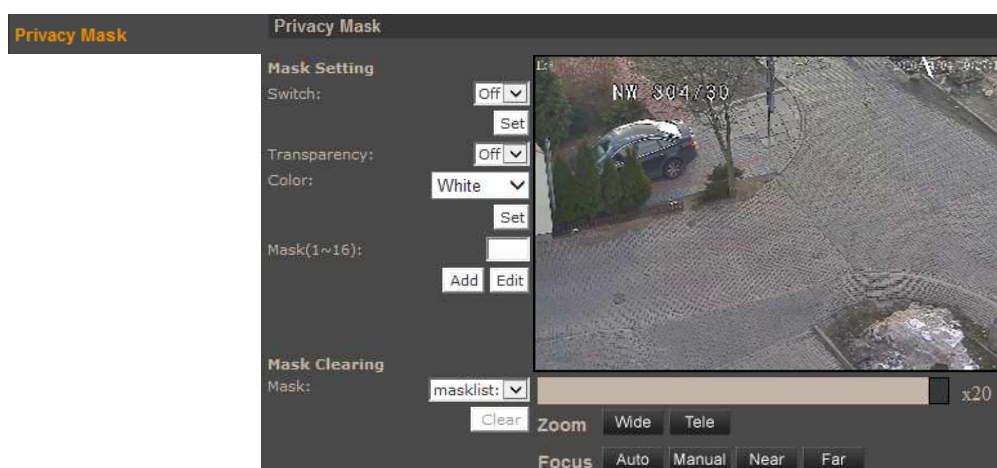 Privacy Mask
Privacy Mask
Mask Setting
Switch: Off
Set
Transparency: Off
Color: White
Set
Mask(1~16):
Add Edit
Mask Clearing
Mask: masklist:
Clear
NW 304/30
x20
Zoom Wide Tele
Focus Auto Manual Near Far